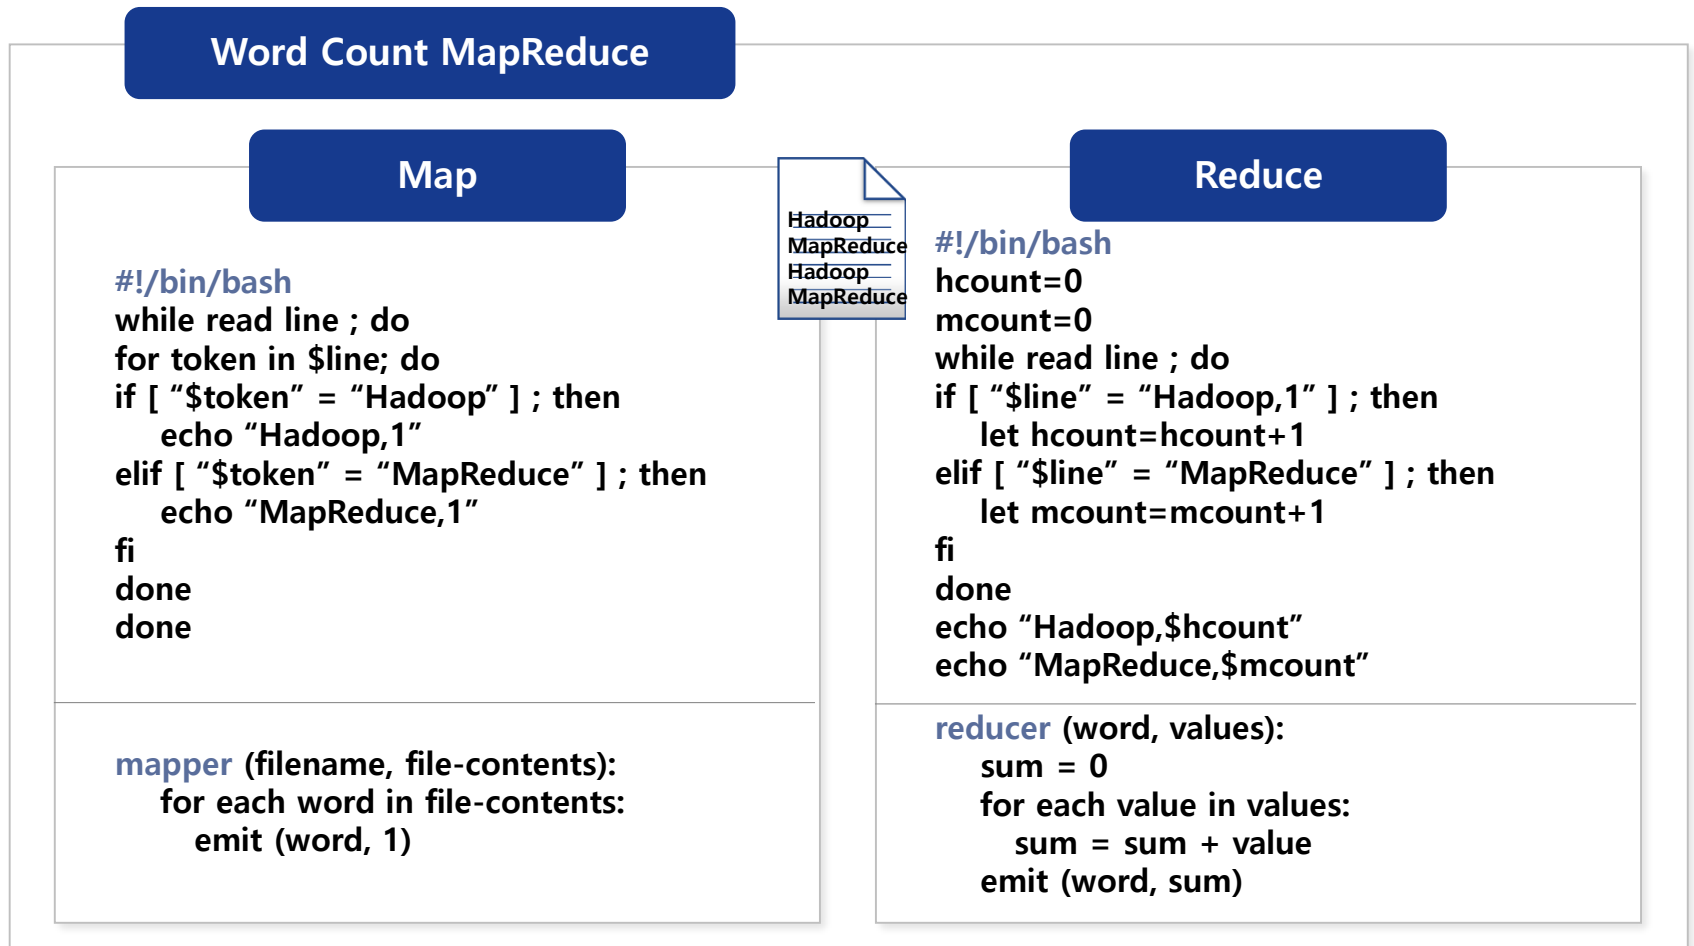 Word Count MapReduce
Map
#!/bin/bash
while read line ; do
for token in $line; do
if [ “$token” = “Hadoop” ] ; then
echo “Hadoop,1”
elif [ “$token” = “MapReduce” ] ; then
echo “MapReduce,1”
fi
done
done
mapper (filename, file-contents):
for each word in file-contents:
emit (word, 1)
Hadoop
MapReduce
Hadoop
MapReduce
Reduce
#!/bin/bash
hcount=0
mcount=0
while read line ; do
if [ “$line” = “Hadoop,1” ] ; then
let hcount=hcount+1
elif [ “$line” = “MapReduce” ] ; then
let mcount=mcount+1
fi
done
echo “Hadoop,$hcount”
echo “MapReduce,$mcount”
reducer (word, values):
sum = 0
for each value in values:
sum = sum + value
emit (word, sum)